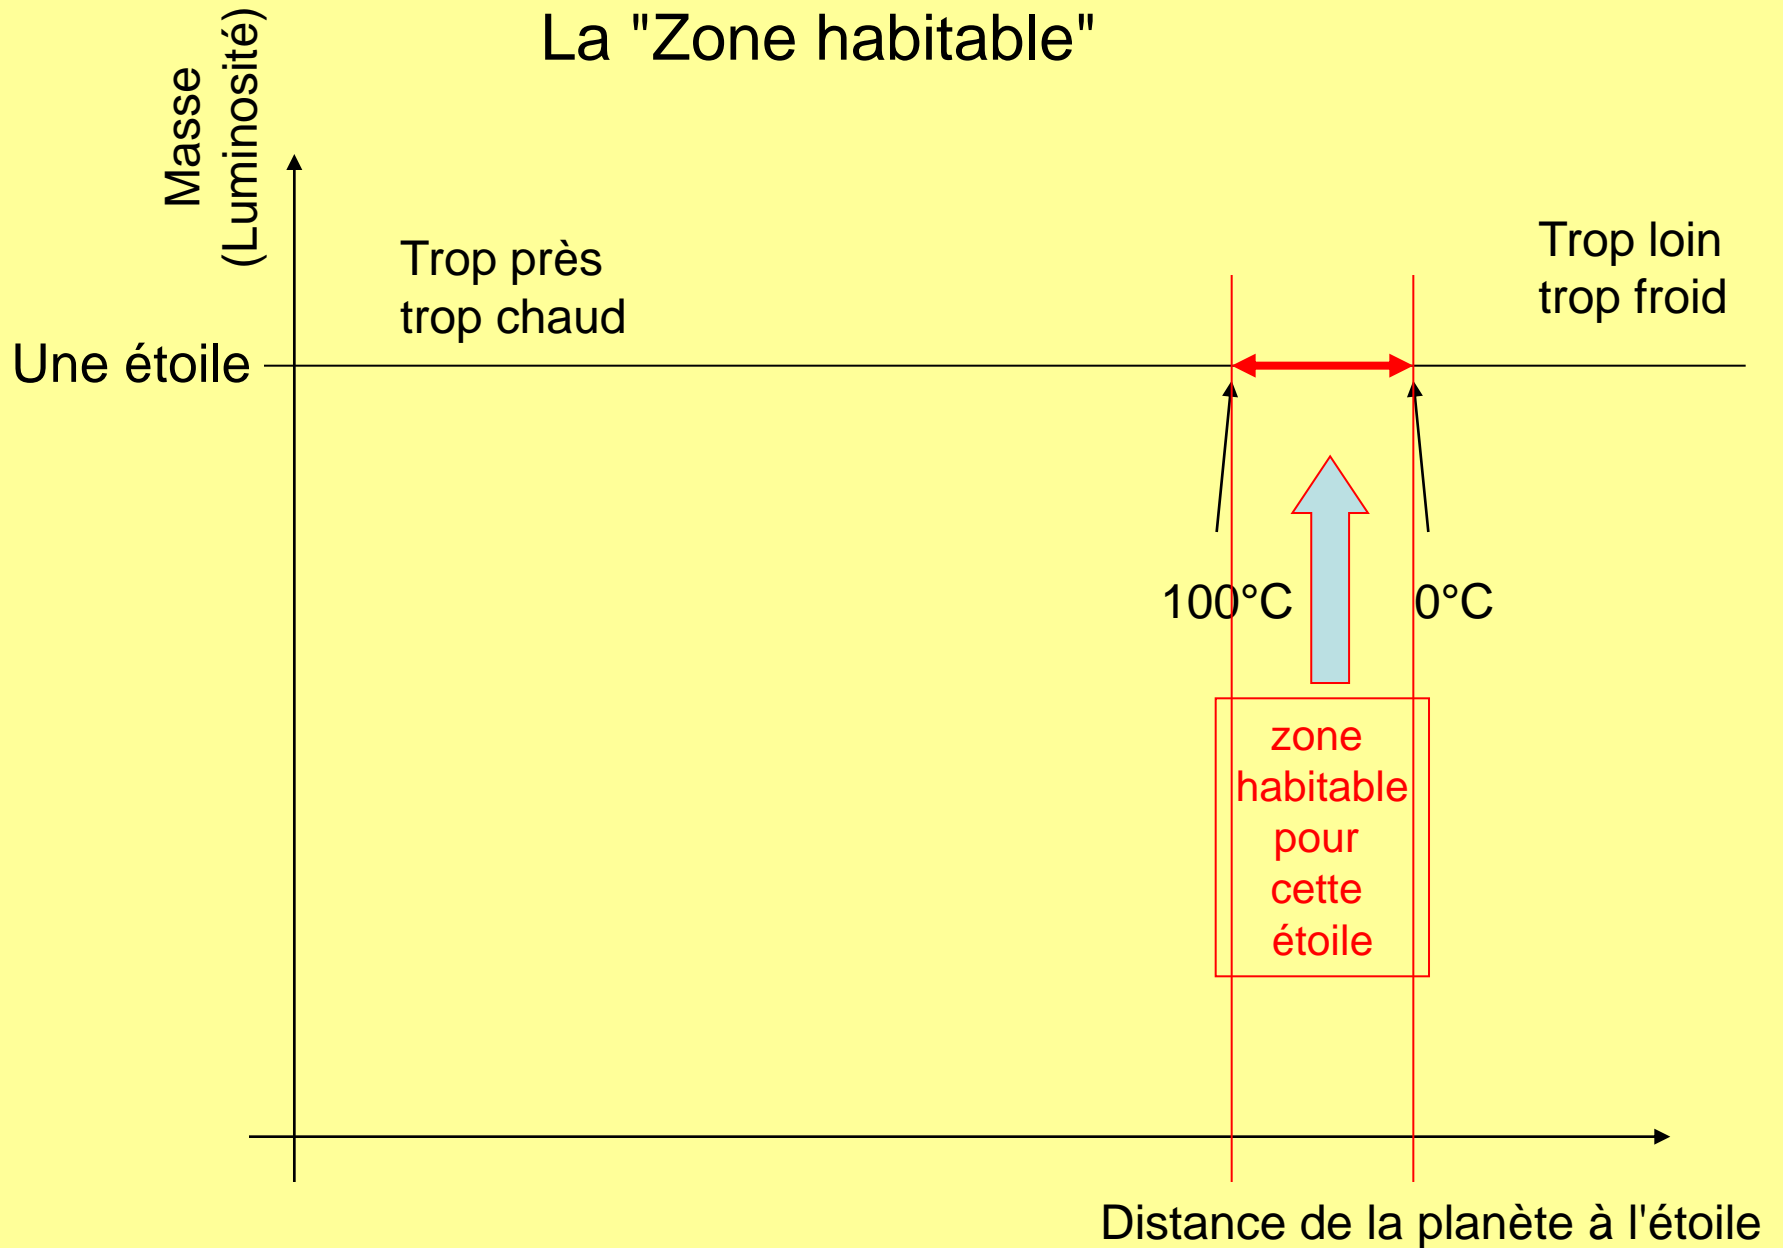 La "Zone habitable"
Masse
(Luminosité)
Trop près
trop chaud
Trop loin
trop froid
Une étoile
100°C
0°C
zone
habitable
pour
cette
étoile
Distance de la planète à l'étoile